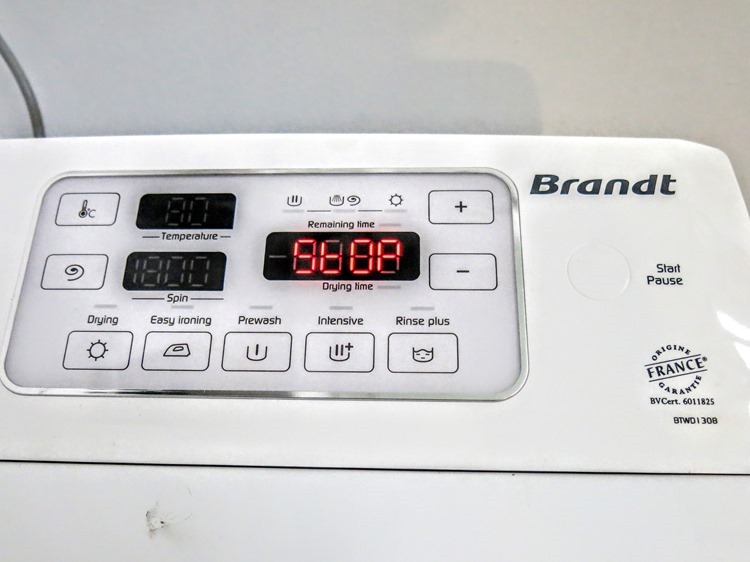 Brandt
°C
Temperature
Remaining time
StOP
Drying time
Spin
Start
Pause
Drying
Easy ironing
Prewash
Intensive
Rinse plus
+
-
ORIGINE
FRANCE®
GARANTIE
BVCert. 6011825
BTWD1308